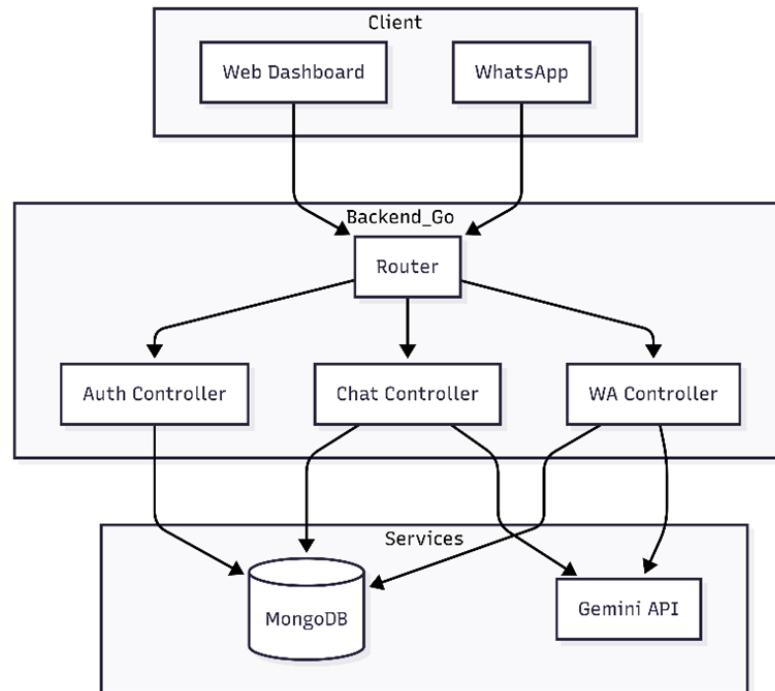 Client
Web Dashboard
WhatsApp
Backend_Go
Router
Auth Controller
Chat Controller
WA Controller
Services
MongoDB
Gemini API